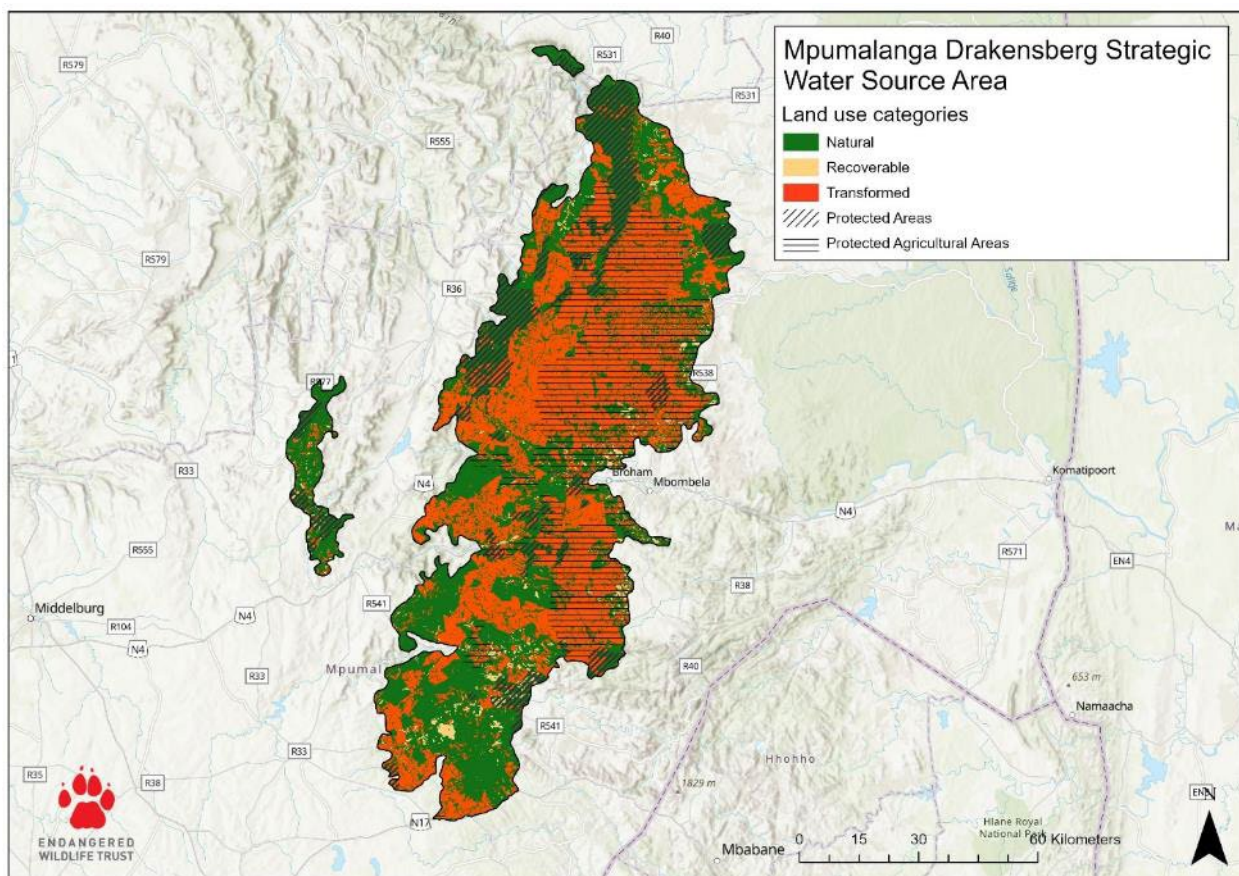 Mpumalanga Drakensberg Strategic
Water Source Area
Land use categories
Natural
Recoverable
Transformed
Protected Areas
Protected Agricultural Areas
R40
R531
R579
R531
R555
R579
R36
R577
R538
R33
N4
Broham
Mbombela
Komatipoort
N4
R555
R571
EN4
Middelburg
N4
R541
R38
R104
N4
Mpumal
R40
653 m
R33
Namaacha
R541
R33
Hhohho
R35
R38
1829 m
N
N17
ENDANGERED
WILDLIFE TRUST
Hlane Royal
National Park
0 30 60 Kilometers
Mbabane